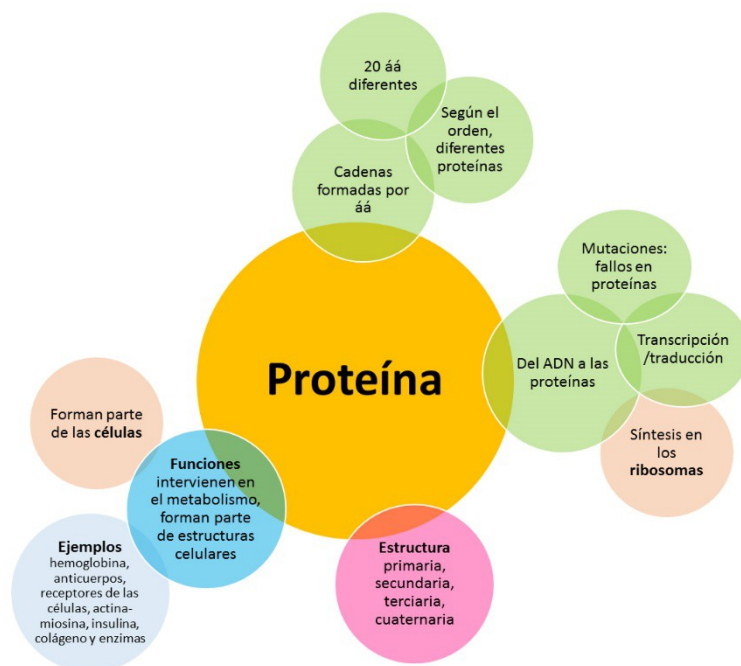 20 áá
diferentes
Según el
orden,
diferentes
proteínas
Cadenas
formadas por
áá
Mutaciones:
fallos en
proteínas
Transcripción
/traducción
Del ADN a las
proteínas
Síntesis en
los
ribosomas
Proteína
Forman parte
de las células
Funciones
intervienen en
el metabolismo,
forman parte
de estructuras
celulares
Ejemplos
hemoglobina,
anticuerpos,
receptores de las
células, actina-
miosina, insulina,
colágeno y enzimas
Estructura
primaria,
secundaria,
terciaria,
cuaternaria